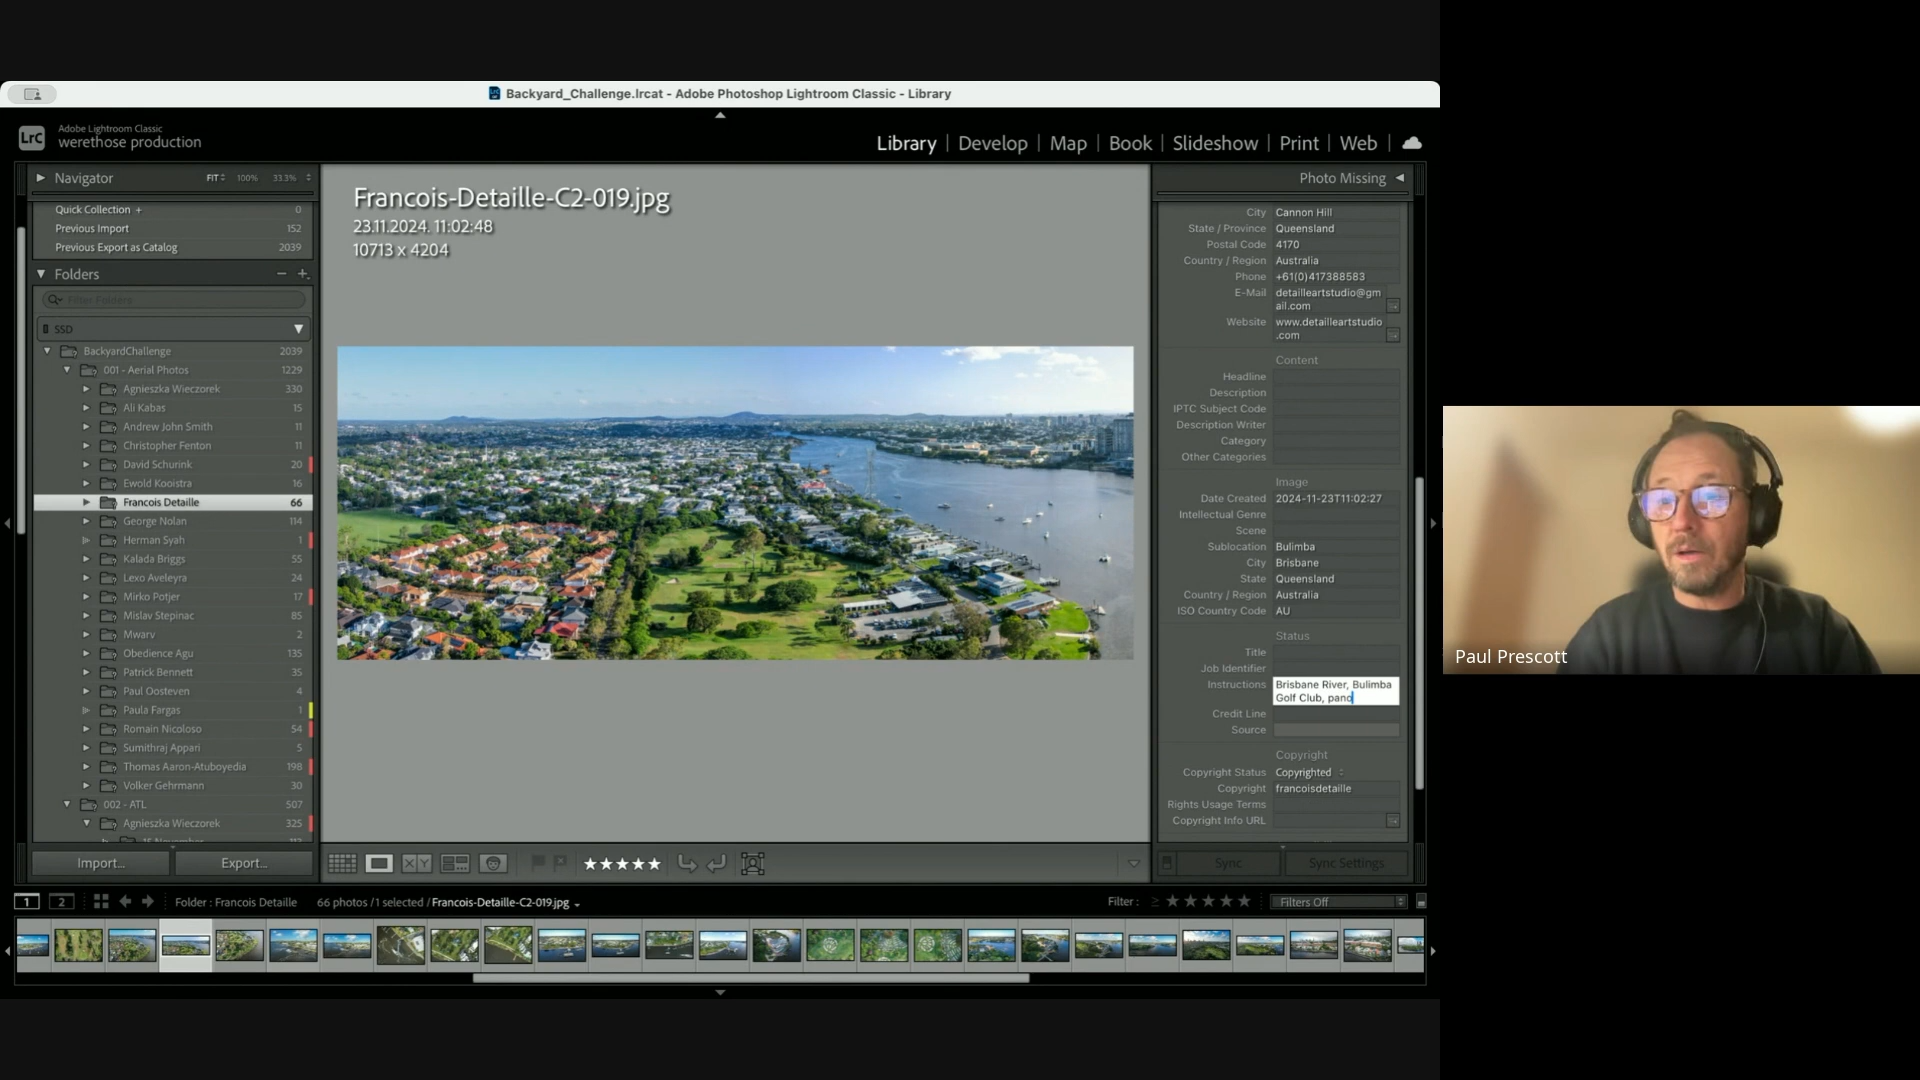 Backyard_Challenge.lrcat - Adobe Photoshop Lightroom Classic - Library
LrC
Adobe Lightroom Classic
werethose production
Library | Develop | Map | Book | Slideshow | Print | Web |
Navigator FIT 100% 33.3%
Quick Collection + 0
Previous Import 152
Previous Export as Catalog 2039
Folders − +
Filter Folders
SSD
BackyardChallenge 2039
001 - Aerial Photos 1229
Agnieszka Wieczorek 330
Ali Kabas 15
Andrew John Smith 11
Christopher Fenton 11
David Schurink 20
Ewold Kooistra 16
Francois Detaille 66
George Nolan 114
Herman Syah 1
Kalada Briggs 55
Lexo Aveleyra 24
Mirko Potjer 17
Mislav Stepinac 85
Mwarv 2
Obedience Agu 135
Patrick Bennett 35
Paul Oosteven 4
Paula Fargas 1
Romain Nicoloso 54
Sumithraj Appari 5
Thomas Aaron-Atuboyedia 198
Volker Gehrmann 30
002 - ATL 507
Agnieszka Wieczorek 325
Import...
Export...
Francois-Detaille-C2-019.jpg
23.11.2024. 11:02:48
10713 x 4204
XY
Photo Missing
City Cannon Hill
State / Province Queensland
Postal Code 4170
Country / Region Australia
Phone +61(0)417388583
E-Mail detailleartstudio@gm
ail.com
Website www.detailleartstudio
.com
Content
Headline
Description
IPTC Subject Code
Description Writer
Category
Other Categories
Image
Date Created 2024-11-23T11:02:27
Intellectual Genre
Scene
Sublocation Bulimba
City Brisbane
State Queensland
Country / Region Australia
ISO Country Code AU
Status
Title
Job Identifier
Instructions Brisbane River, Bulimba
Golf Club, pano
Credit Line
Source
Copyright
Copyright Status Copyrighted
Copyright francoisdetaille
Rights Usage Terms
Copyright Info URL
Sync
Sync Settings
1 2
Folder : Francois Detaille
66 photos /1 selected /Francois-Detaille-C2-019.jpg
Filter : ≥
Filters Off
Paul Prescott